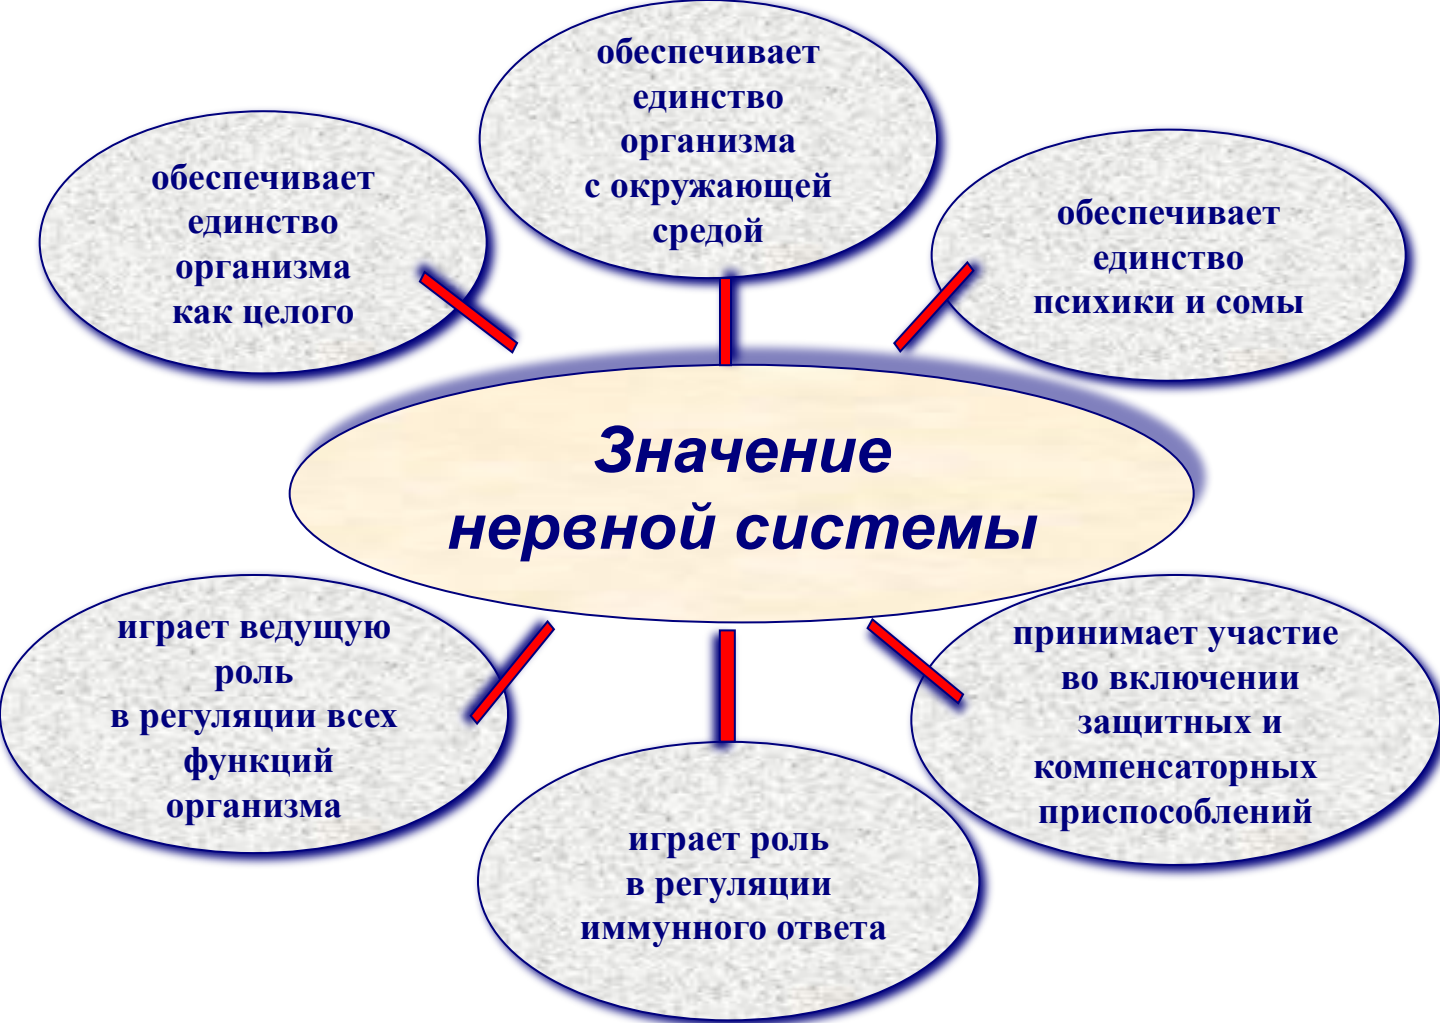 обеспечивает
единство
организма
как целого
обеспечивает
единство
организма
с окружающей
средой
обеспечивает
единство
психики и сомы
Значение
нервной системы
играет ведущую
роль
в регуляции всех
функций
организма
играет роль
в регуляции
иммунного ответа
принимает участие
во включении
защитных и
компенсаторных
приспособлений